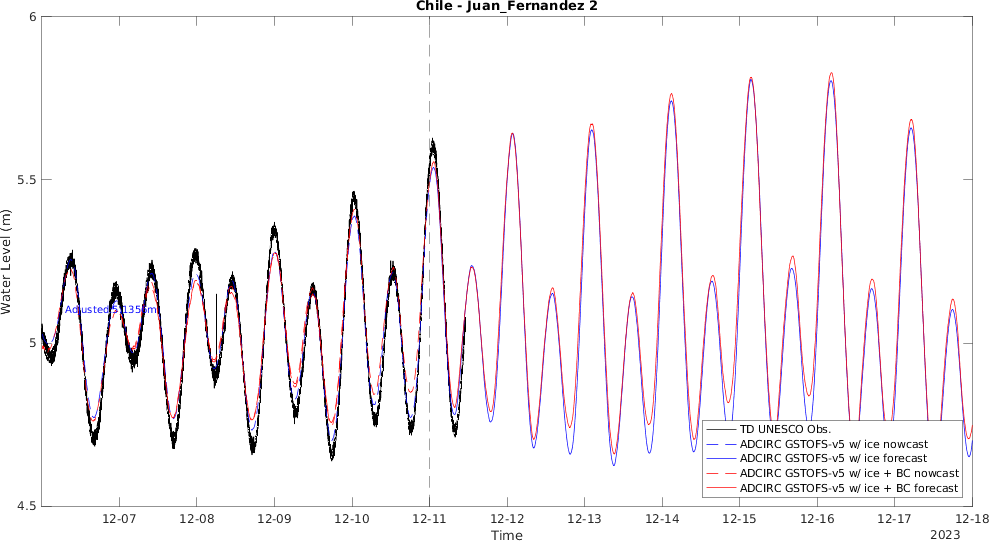 Chile - Juan_Fernandez 2
6
5.5
5
4.5
Water Level (m)
Adjusted 5.1356m
TD UNESCO Obs.
ADCIRC GSTOFS-v5 w/ ice nowcast
ADCIRC GSTOFS-v5 w/ ice forecast
ADCIRC GSTOFS-v5 w/ ice + BC nowcast
ADCIRC GSTOFS-v5 w/ ice + BC forecast
12-07 12-08 12-09 12-10 12-11 12-12 12-13 12-14 12-15 12-16 12-17 12-18
Time
2023